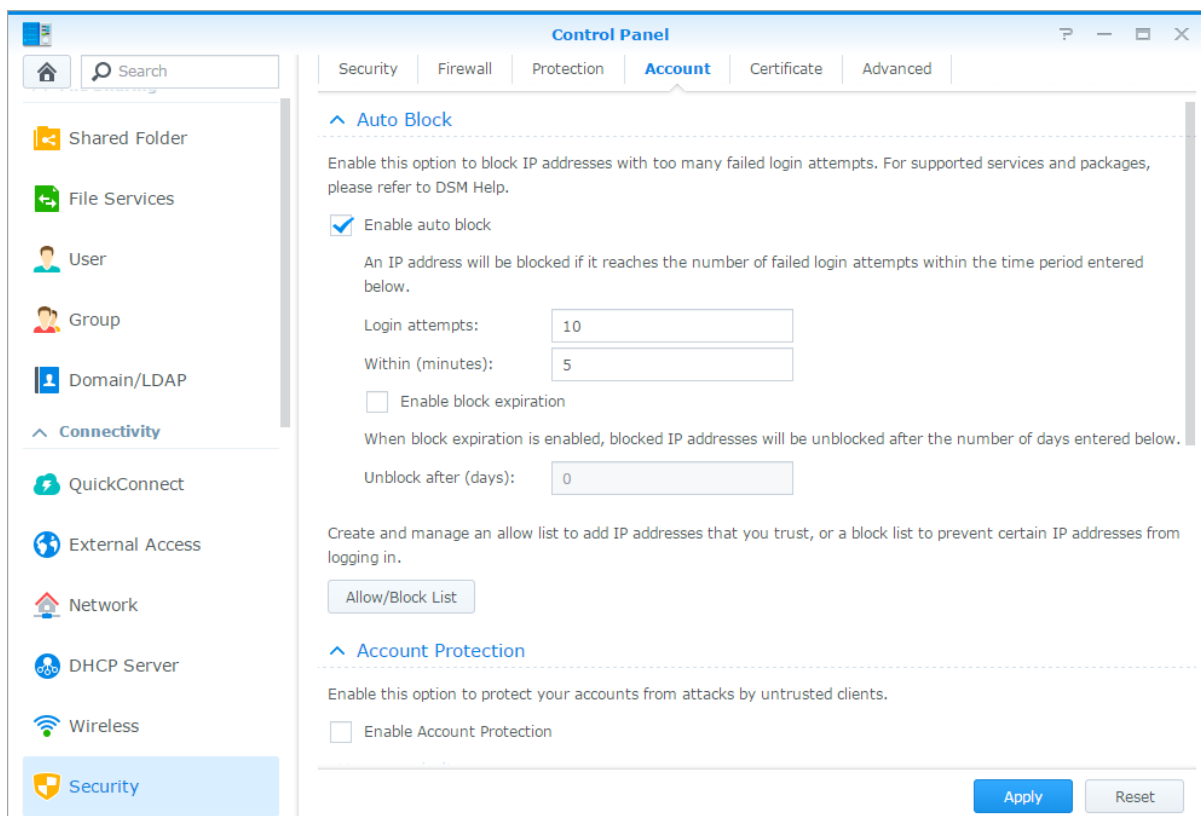 Control Panel
Search
Security
Firewall
Protection
Account
Certificate
Advanced
Shared Folder
File Services
User
Group
Domain/LDAP
Connectivity
QuickConnect
External Access
Network
DHCP Server
Wireless
Security
Auto Block
Enable this option to block IP addresses with too many failed login attempts. For supported services and packages,
please refer to DSM Help.
Enable auto block
An IP address will be blocked if it reaches the number of failed login attempts within the time period entered
below.
Login attempts: 10
Within (minutes): 5
Enable block expiration
When block expiration is enabled, blocked IP addresses will be unblocked after the number of days entered below.
Unblock after (days): 0
Create and manage an allow list to add IP addresses that you trust, or a block list to prevent certain IP addresses from
logging in.
Allow/Block List
Account Protection
Enable this option to protect your accounts from attacks by untrusted clients.
Enable Account Protection
Apply
Reset